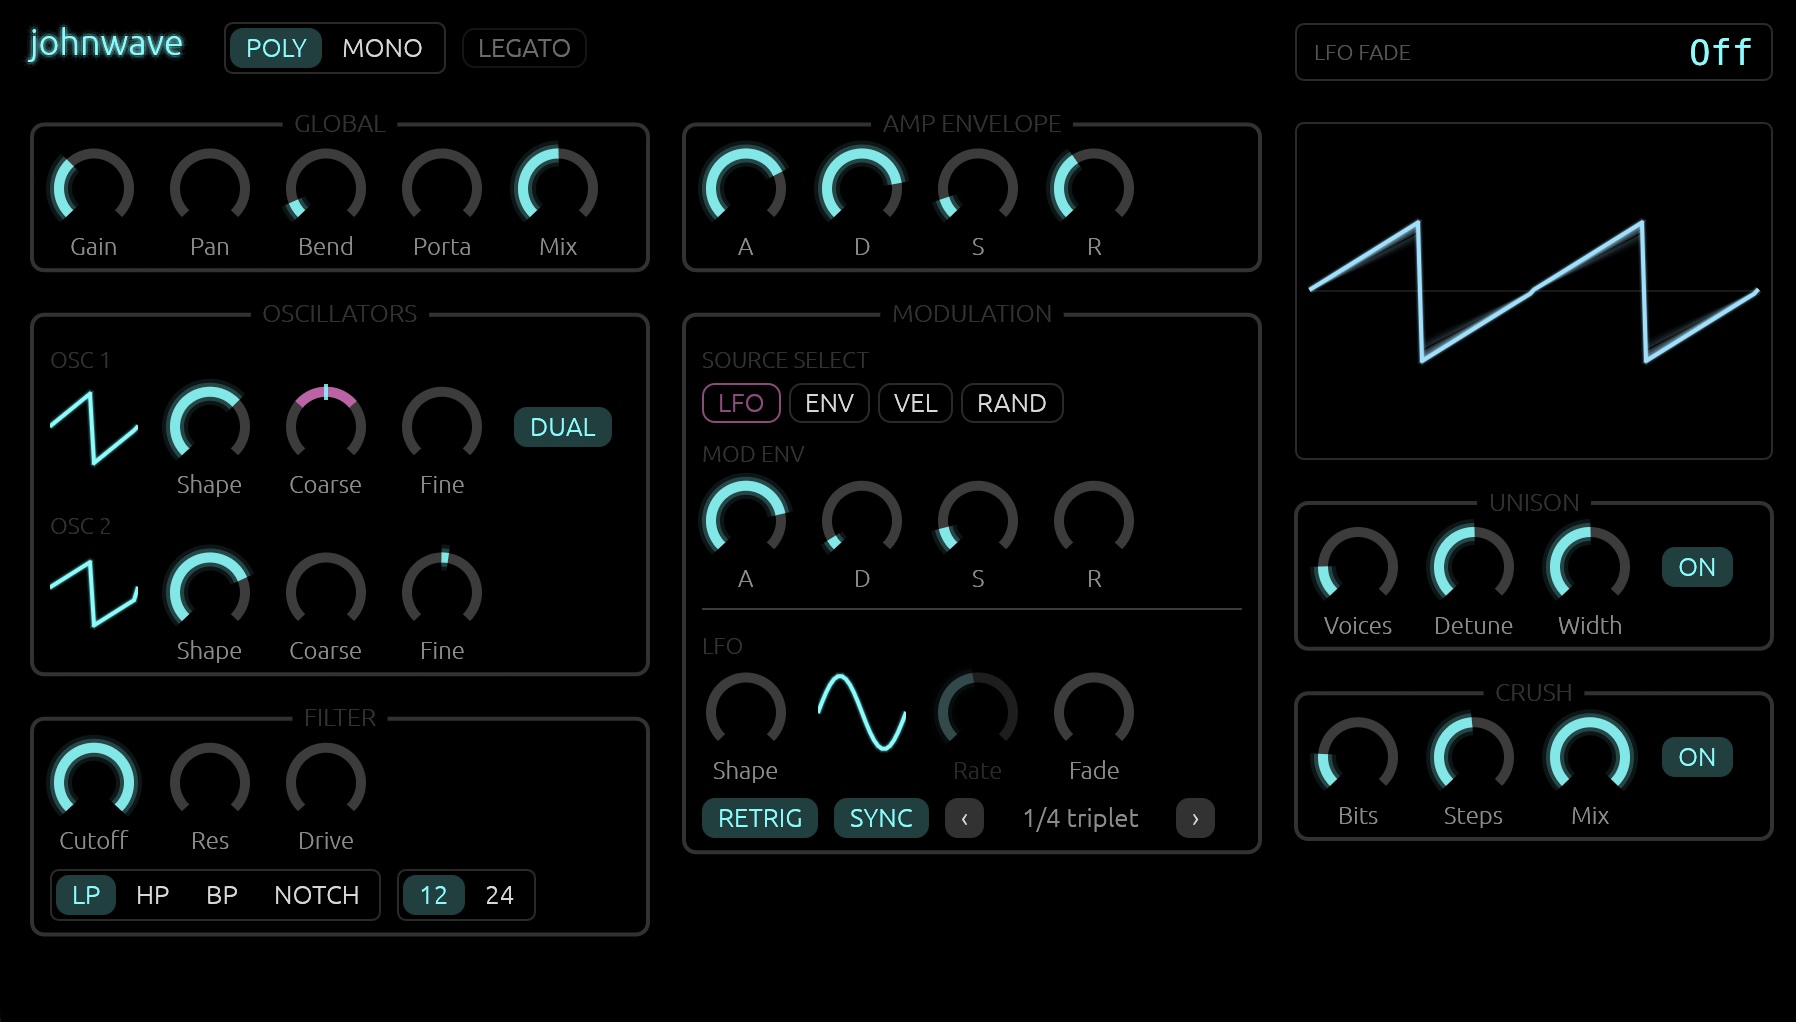 johnwave
POLY MONO LEGATO
LFO FADE Off
GLOBAL
Gain Pan Bend Porta Mix
AMP ENVELOPE
A D S R
OSCILLATORS
OSC 1
Shape Coarse Fine DUAL
OSC 2
Shape Coarse Fine
FILTER
Cutoff Res Drive
LP HP BP NOTCH 12 24
MODULATION
SOURCE SELECT
LFO ENV VEL RAND
MOD ENV
A D S R
LFO
Shape Rate Fade
RETRIG SYNC ‹ 1/4 triplet ›
UNISON
Voices Detune Width ON
CRUSH
Bits Steps Mix ON